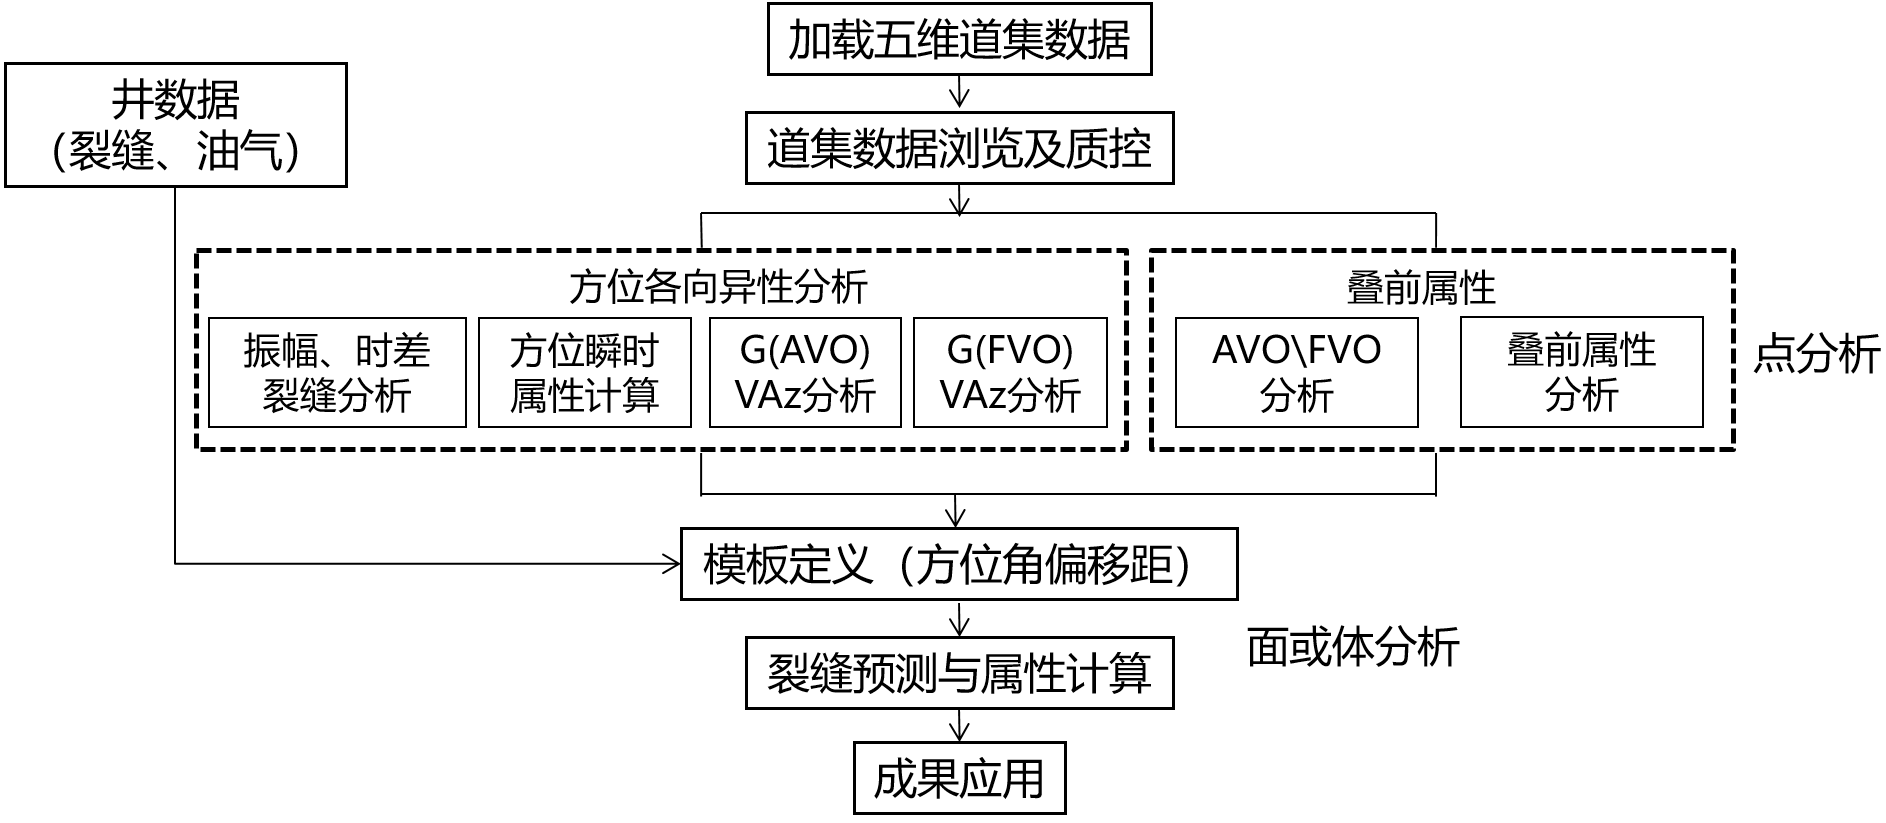 加载五维道集数据
井数据
（裂缝、油气）
道集数据浏览及质控
方位各向异性分析
振幅、时差
裂缝分析
方位瞬时
属性计算
G(AVO)
VAz分析
G(FVO)
VAz分析
叠前属性
AVO\FVO
分析
叠前属性
分析
点分析
模板定义（方位角偏移距）
面或体分析
裂缝预测与属性计算
成果应用